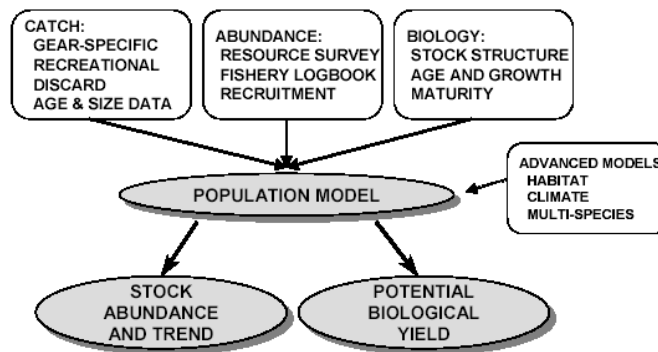 CATCH:
GEAR-SPECIFIC
RECREATIONAL
DISCARD
AGE & SIZE DATA
ABUNDANCE:
RESOURCE SURVEY
FISHERY LOGBOOK
RECRUITMENT
BIOLOGY:
STOCK STRUCTURE
AGE AND GROWTH
MATURITY
ADVANCED MODELS
HABITAT
CLIMATE
MULTI-SPECIES
POPULATION MODEL
STOCK
ABUNDANCE
AND TREND
POTENTIAL
BIOLOGICAL
YIELD